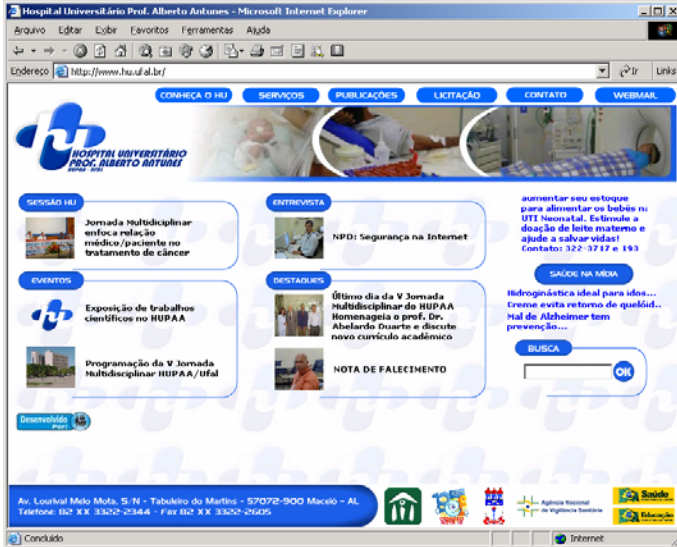 Hospital Universitário Prof. Alberto Antunes - Microsoft Internet Explorer
Arquivo Editar Exibir Favoritos Ferramentas Ajuda
Endereço http://www.hu.ufal.br/ Ir Links
CONHEÇA O HU SERVIÇOS PUBLICAÇÕES LICITAÇÃO CONTATO WEBMAIL
hu
HOSPITAL UNIVERSITÁRIO
PROF. ALBERTO ANTUNES
HUPAA - UFAL
SESSÃO HU
Jornada Multidiciplinar
enfoca relação
médico/paciente no
tratamento de câncer
ENTREVISTA
NPD: Segurança na Internet
aumentar seu estoque
para alimentar os bebês na
UTI Neonatal. Estimule a
doação de leite materno e
ajude a salvar vidas!
Contato: 322-3717 e 193
EVENTOS
Exposição de trabalhos
científicos no HUPAA
Programação da V Jornada
Multidisciplinar HUPAA/Ufal
DESTAQUES
Último dia da V Jornada
Multidisciplinar do HUPAA
Homenageia o prof. Dr.
Abelardo Duarte e discute
novo currículo acadêmico
NOTA DE FALECIMENTO
SAÚDE NA MÍDIA
Hidroginástica ideal para idos...
Creme evita retorno de quelóid..
Mal de Alzheimer tem
prevenção...
BUSCA
OK
Desenvolvido
Por:
Av. Lourival Melo Mota, S/N - Tabuleiro do Martins - 57072-900 Maceió - AL
Telefone: 82 XX 3322-2344 - Fax 82 XX 3322-2605
Agência Nacional
de Vigilância Sanitária
Saúde
Educação
Concluído Internet